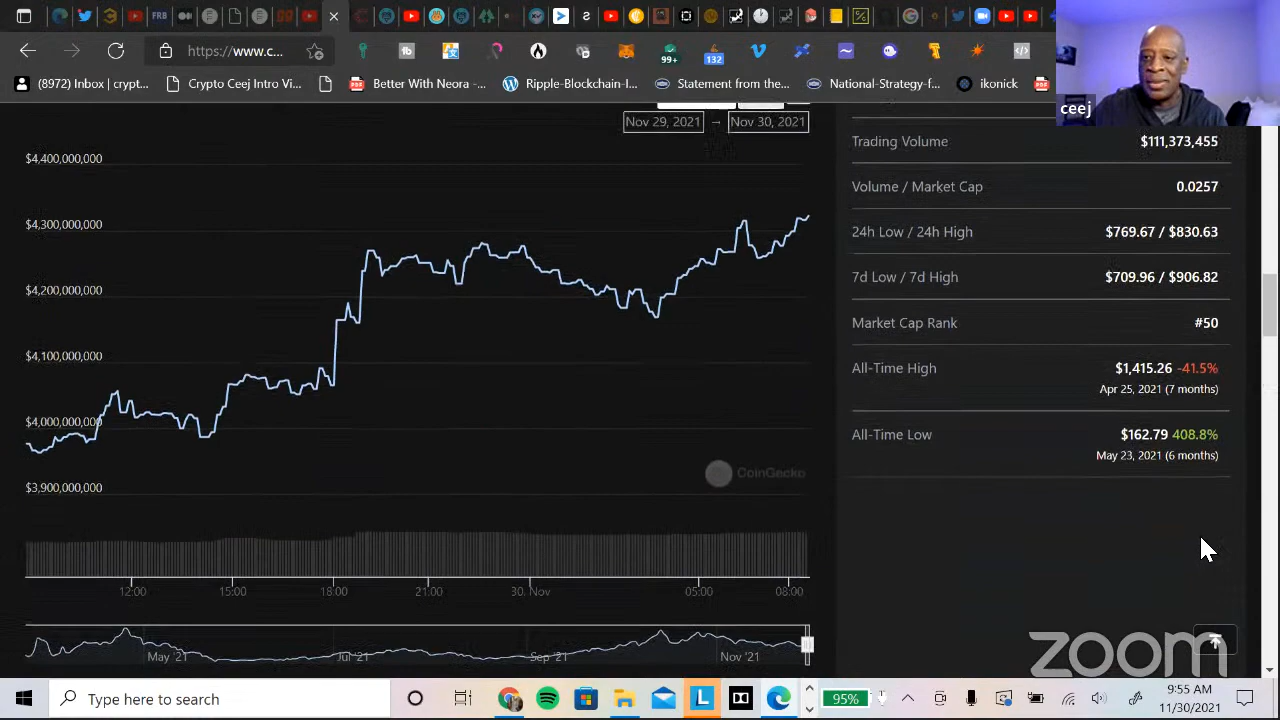 https://www.c...
99+
132
(8972) Inbox | crypt...
Crypto Ceej Intro Vi...
Better With Ne...
Ripple-Blockchain-I...
Statement from the...
National-Strategy-f...
ikonick
ceej
Nov 29, 2021 → Nov 30, 2021
$4,400,000,000
$4,300,000,000
$4,200,000,000
$4,100,000,000
$4,000,000,000
$3,900,000,000
CoinGecko
12:00
15:00
18:00
21:00
30. Nov
05:00
08:00
May '21
Jul '21
Sep '21
Nov '21
Trading Volume $111,373,455
Volume / Market Cap 0.0257
24h Low / 24h High $769.67 / $830.63
7d Low / 7d High $709.96 / $906.82
Market Cap Rank #50
All-Time High $1,415.26 -41.5%
Apr 25, 2021 (7 months)
All-Time Low $162.79 408.8%
May 23, 2021 (6 months)
zoom
Type here to search
95%
9:55 AM
11/30/2021